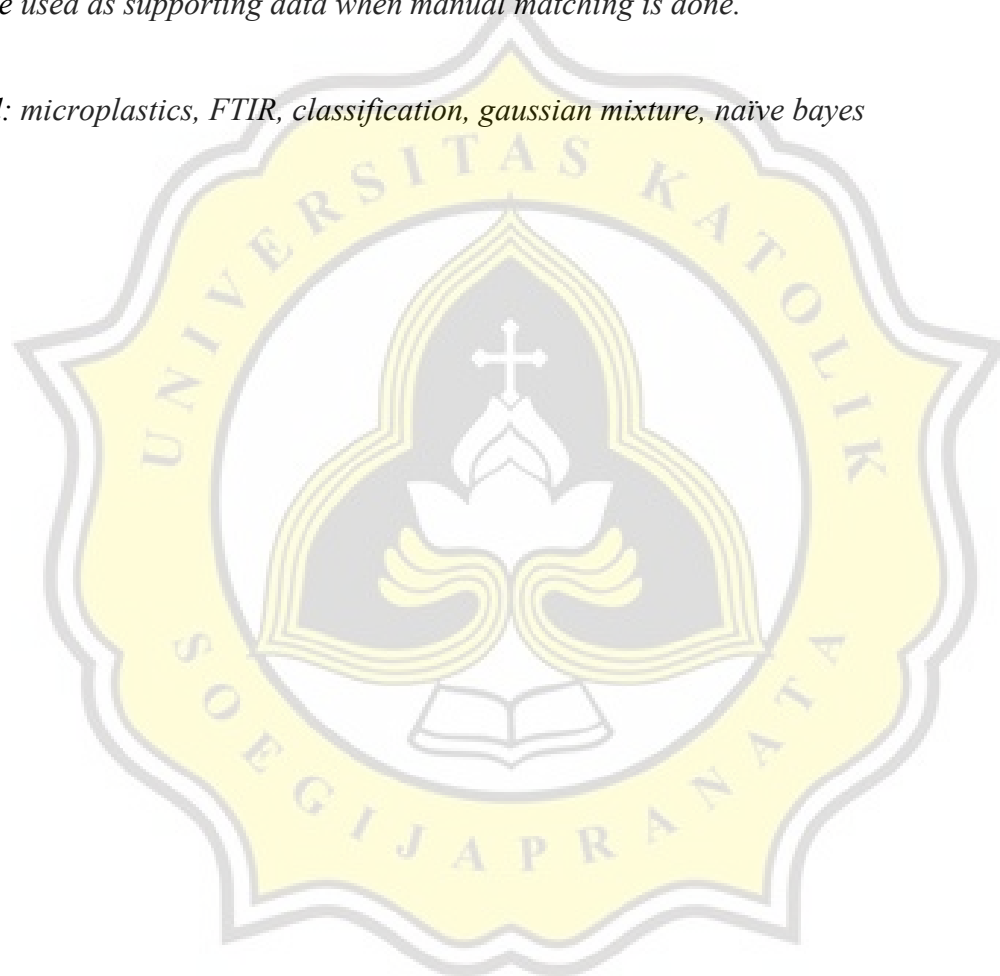 e used as supporting data when manual matching is done.
: microplastics, FTIR, classification, gaussian mixture, naïve bayes
UNIVERSITAS KATOLIK
SOEGIJAPRANATA